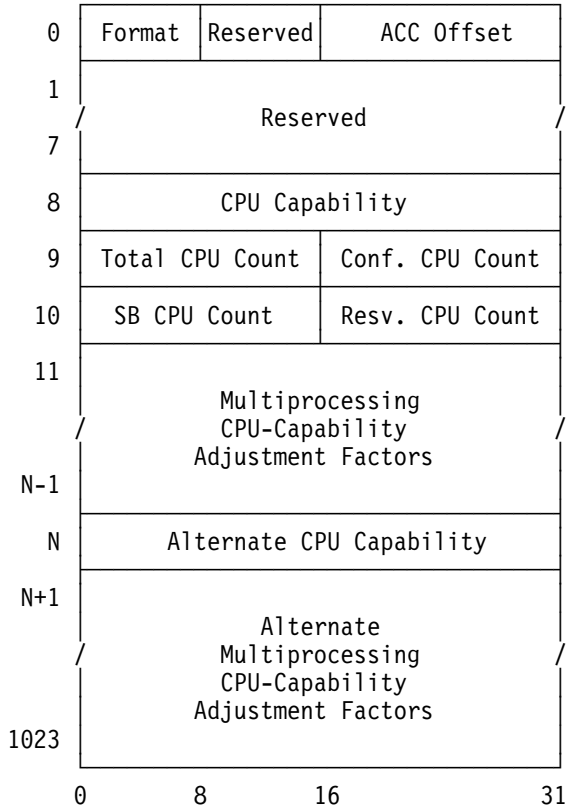 0 Format Reserved ACC Offset
1
/ Reserved /
7
8 CPU Capability
9 Total CPU Count Conf. CPU Count
10 SB CPU Count Resv. CPU Count
11
Multiprocessing
/ CPU-Capability /
Adjustment Factors
N-1
N Alternate CPU Capability
N+1
Alternate
/ Multiprocessing /
CPU-Capability
Adjustment Factors
1023
0 8 16 31